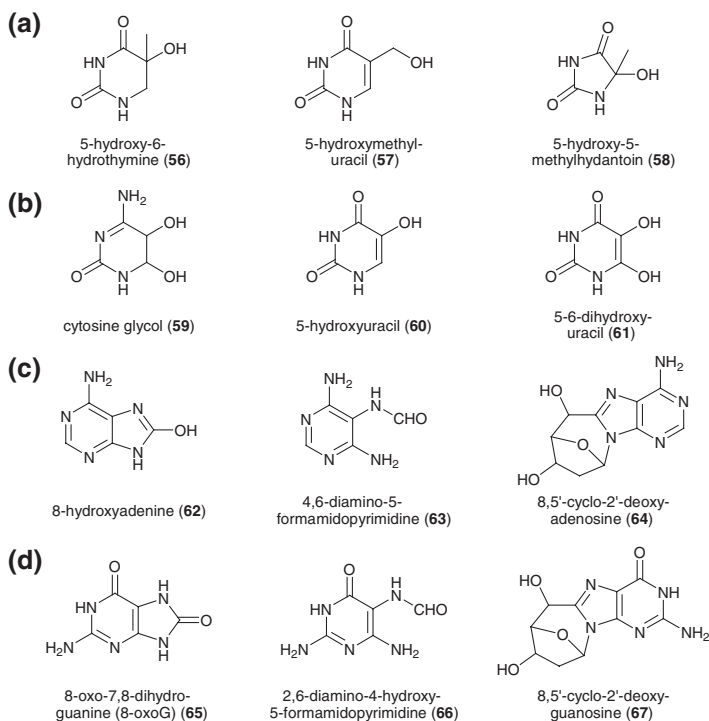 (a)
O
HN
OH
O
N
H
5-hydroxy-6-
hydrothymine (56)
O
HN
OH
O
N
H
5-hydroxymethyl-
uracil (57)
O
HN
OH
O
N
H
5-hydroxy-5-
methylhydantoin (58)
(b)
NH2
OH
N
O
N
H
OH
cytosine glycol (59)
O
OH
HN
O
N
H
5-hydroxyuracil (60)
O
OH
HN
O
N
H
OH
5-6-dihydroxy-
uracil (61)
(c)
NH2
N
N
OH
N
N
H
8-hydroxyadenine (62)
NH2
H
N
CHO
N
N
NH2
4,6-diamino-5-
formamidopyrimidine (63)
NH2
HO
N
N
O
N
N
HO
8,5'-cyclo-2'-deoxy-
adenosine (64)
(d)
O
H
N
HN
O
H2N
N
N
H
8-oxo-7,8-dihydro-
guanine (8-oxoG) (65)
O
H
N
CHO
HN
H2N
N
NH2
2,6-diamino-4-hydroxy-
5-formamidopyrimidine (66)
O
HO
N
NH
O
N
N
NH2
HO
8,5'-cyclo-2'-deoxy-
guanosine (67)